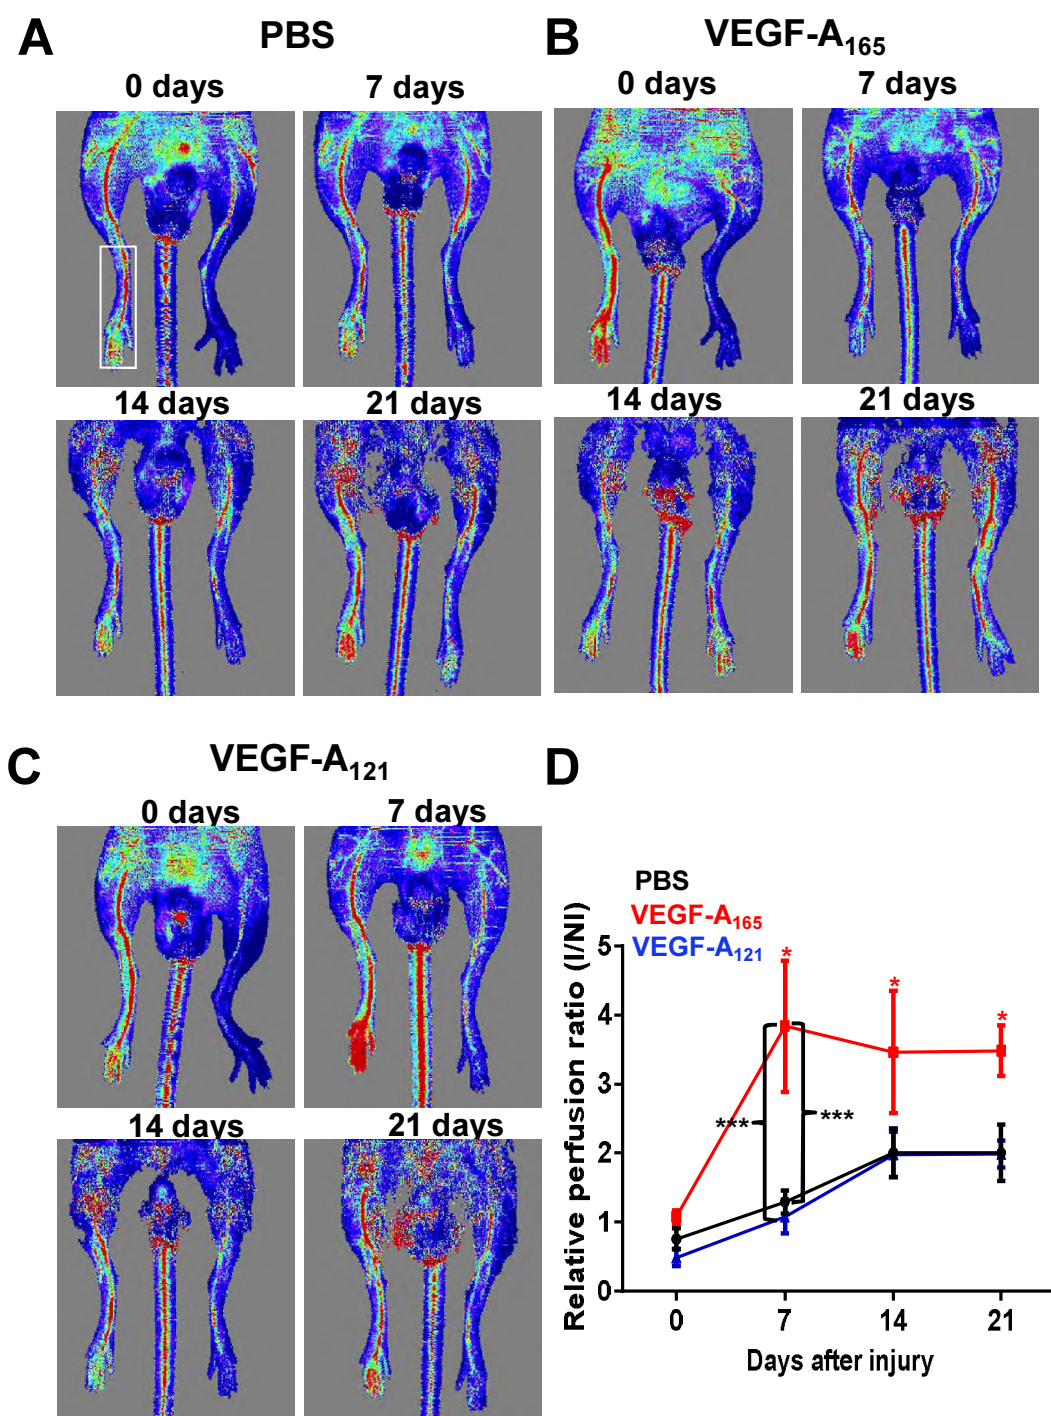 A PBS
0 days 7 days
14 days 21 days
B VEGF-A₁₆₅
0 days 7 days
14 days 21 days
C VEGF-A₁₂₁
0 days 7 days
14 days 21 days
D
PBS
VEGF-A₁₆₅
VEGF-A₁₂₁
Relative perfusion ratio (I/NI)
5
4
3
2
1
0
* * *
*** ***
0 7 14 21
Days after injury